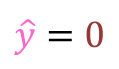 ŷ = 0